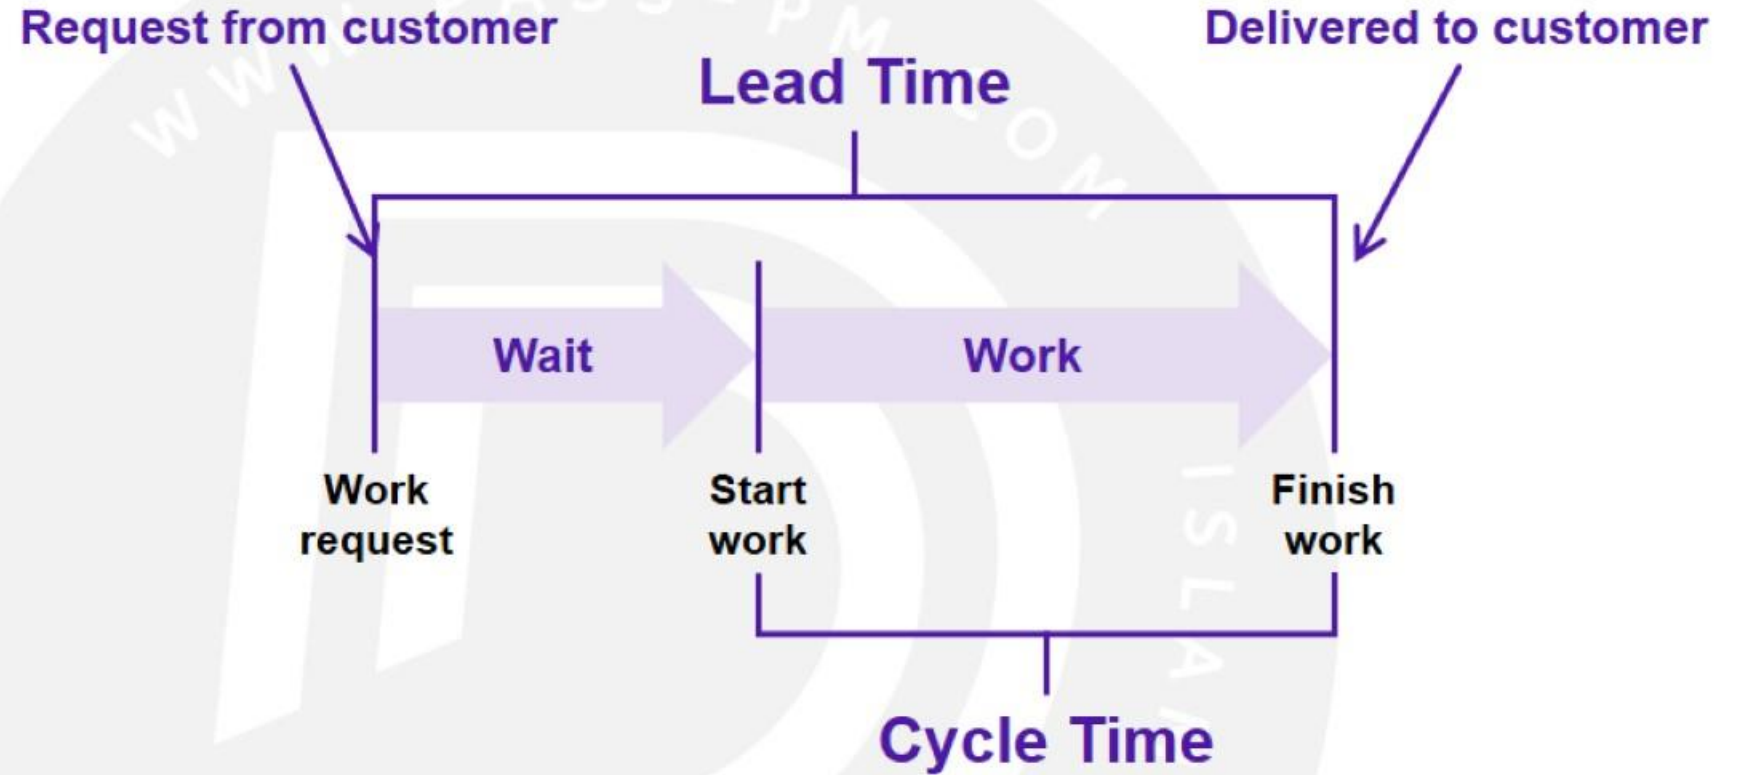 Request from customer
Delivered to customer
Lead Time
Wait
Work
Work
request
Start
work
Finish
work
Cycle Time